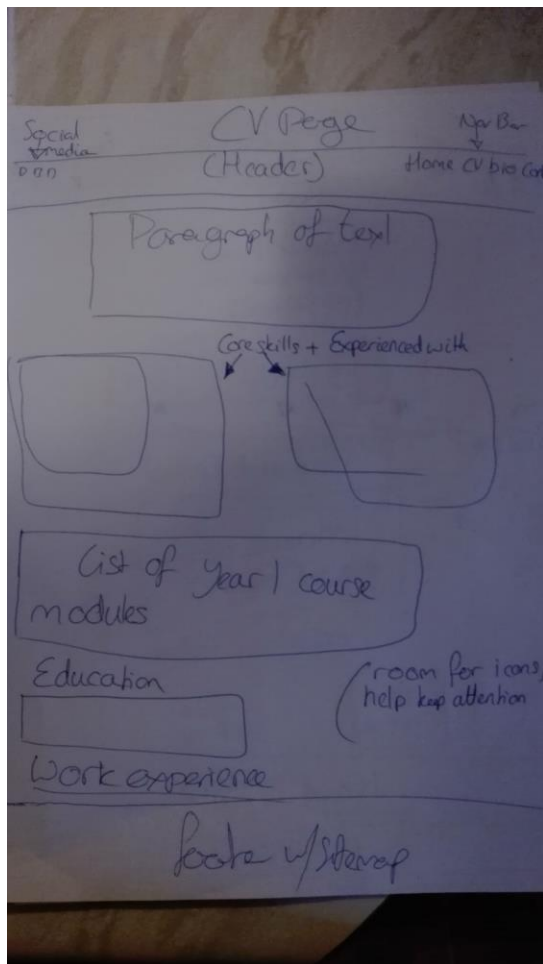 CV Page
Social
media
Nav Bar
(Header)
Home CV bio Con
Paragraph of text
Core skills + Experienced with
List of Year 1 course
modules
Education
(room for icons,
help keep attention
Work experience
footer w/ sitemap